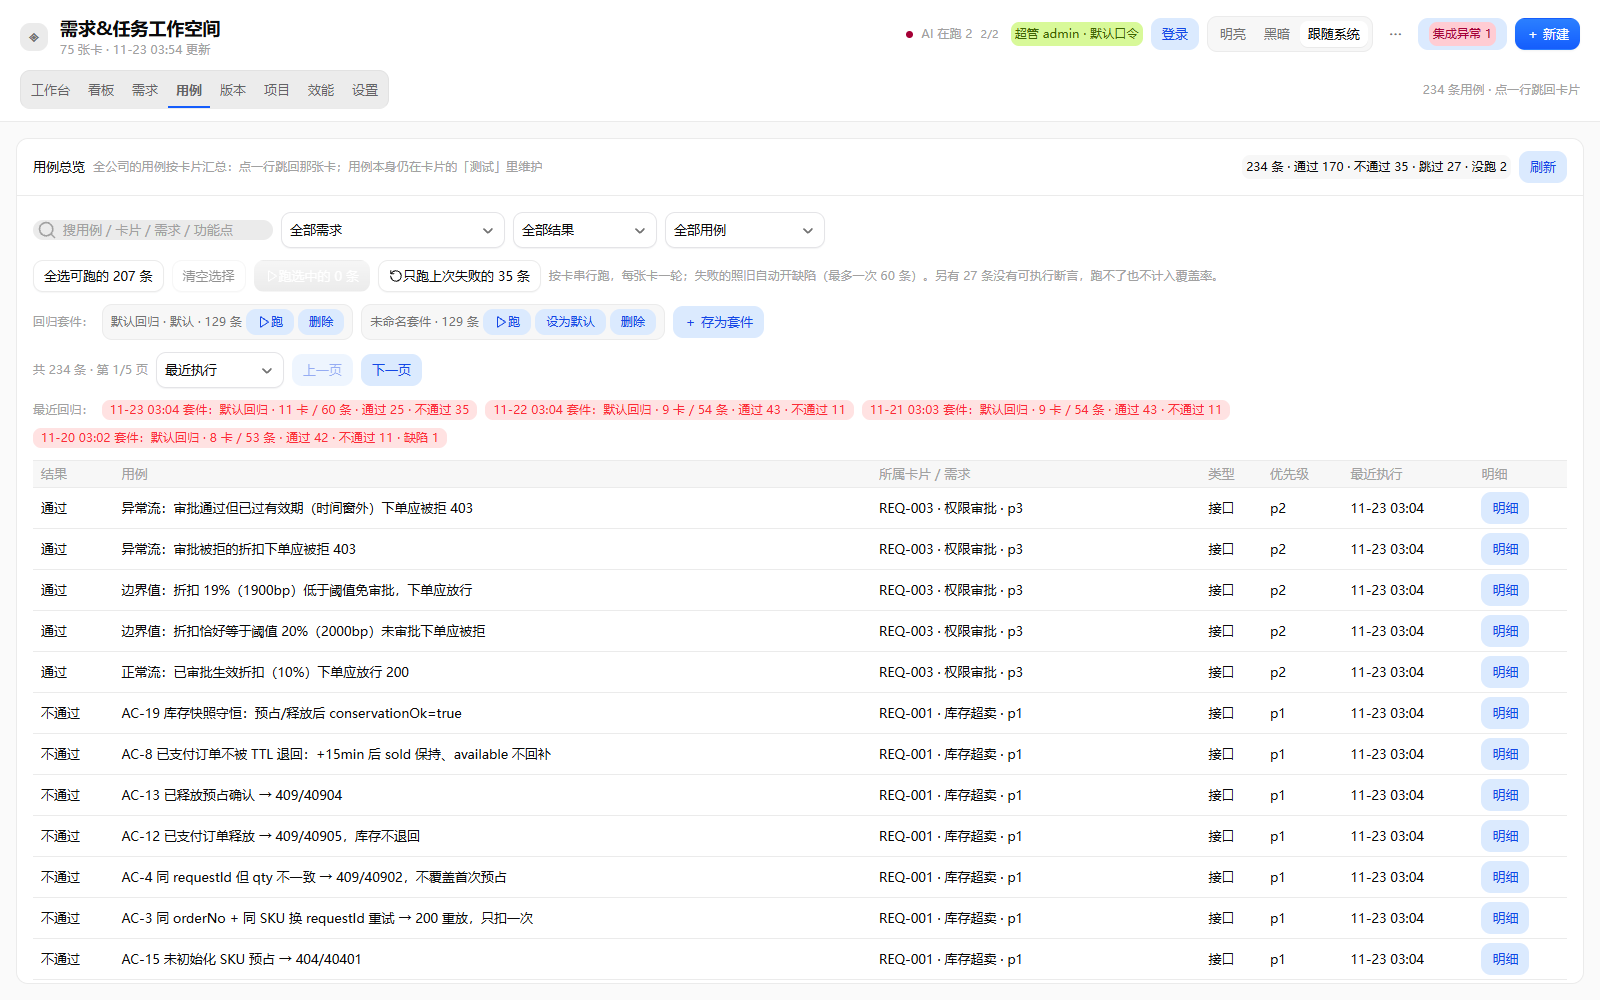 需求&任务工作空间
75 张卡 · 11-23 03:54 更新
AI 在跑 2 2/2
超管 admin · 默认口令
登录
明亮 黑暗 跟随系统
···
集成异常 1
+ 新建
工作台 看板 需求 用例 版本 项目 效能 设置
234 条用例 · 点一行跳回卡片
用例总览 全公司的用例按卡片汇总：点一行跳回那张卡；用例本身仍在卡片的「测试」里维护
234 条 · 通过 170 · 不通过 35 · 跳过 27 · 没跑 2
刷新
搜用例 / 卡片 / 需求 / 功能点
全部需求
全部结果
全部用例
全选可跑的 207 条
清空选择
跑选中的 0 条
只跑上次失败的 35 条
按卡串行跑，每张卡一轮；失败的照旧自动开缺陷（最多一次 60 条）。另有 27 条没有可执行断言，跑不了也不计入覆盖率。
回归套件：
默认回归 · 默认 · 129 条 跑 删除
未命名套件 · 129 条 跑 设为默认 删除
+ 存为套件
共 234 条 · 第 1/5 页
最近执行
上一页
下一页
最近回归：
11-23 03:04 套件：默认回归 · 11 卡 / 60 条 · 通过 25 · 不通过 35
11-22 03:04 套件：默认回归 · 9 卡 / 54 条 · 通过 43 · 不通过 11
11-21 03:03 套件：默认回归 · 9 卡 / 54 条 · 通过 43 · 不通过 11
11-20 03:02 套件：默认回归 · 8 卡 / 53 条 · 通过 42 · 不通过 11 · 缺陷 1
结果 用例 所属卡片 / 需求 类型 优先级 最近执行 明细
通过 异常流：审批通过但已过有效期（时间窗外）下单应被拒 403 REQ-003 · 权限审批 · p3 接口 p2 11-23 03:04 明细
通过 异常流：审批被拒的折扣下单应被拒 403 REQ-003 · 权限审批 · p3 接口 p2 11-23 03:04 明细
通过 边界值：折扣 19%（1900bp）低于阈值免审批，下单应放行 REQ-003 · 权限审批 · p3 接口 p2 11-23 03:04 明细
通过 边界值：折扣恰好等于阈值 20%（2000bp）未审批下单应被拒 REQ-003 · 权限审批 · p3 接口 p2 11-23 03:04 明细
通过 正常流：已审批生效折扣（10%）下单应放行 200 REQ-003 · 权限审批 · p3 接口 p2 11-23 03:04 明细
不通过 AC-19 库存快照守恒：预占/释放后 conservationOk=true REQ-001 · 库存超卖 · p1 接口 p1 11-23 03:04 明细
不通过 AC-8 已支付订单不被 TTL 退回：+15min 后 sold 保持、available 不回补 REQ-001 · 库存超卖 · p1 接口 p1 11-23 03:04 明细
不通过 AC-13 已释放预占确认 → 409/40904 REQ-001 · 库存超卖 · p1 接口 p1 11-23 03:04 明细
不通过 AC-12 已支付订单释放 → 409/40905，库存不退回 REQ-001 · 库存超卖 · p1 接口 p1 11-23 03:04 明细
不通过 AC-4 同 requestId 但 qty 不一致 → 409/40902，不覆盖首次预占 REQ-001 · 库存超卖 · p1 接口 p1 11-23 03:04 明细
不通过 AC-3 同 orderNo + 同 SKU 换 requestId 重试 → 200 重放，只扣一次 REQ-001 · 库存超卖 · p1 接口 p1 11-23 03:04 明细
不通过 AC-15 未初始化 SKU 预占 → 404/40401 REQ-001 · 库存超卖 · p1 接口 p1 11-23 03:04 明细